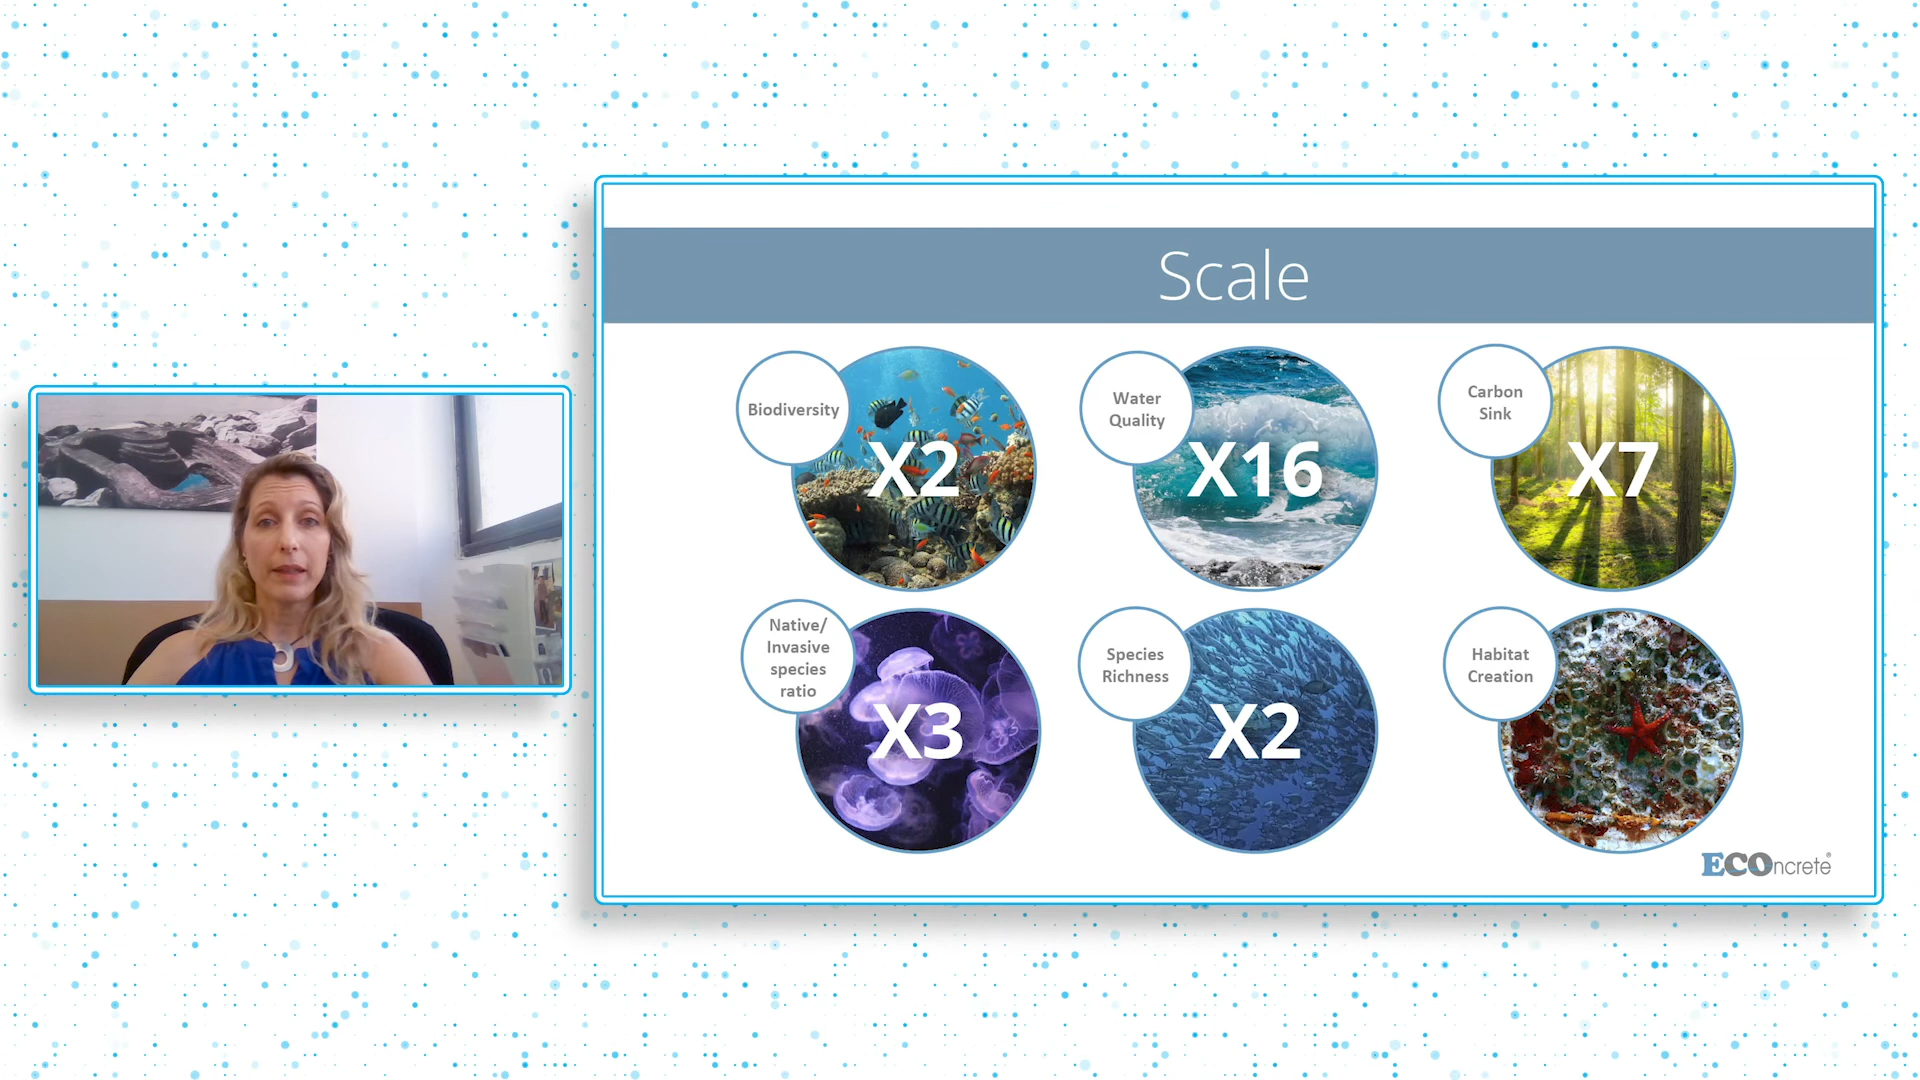 Scale
Biodiversity
X2
Water
Quality
X16
Carbon
Sink
X7
Native/
Invasive
species
ratio
X3
Species
Richness
X2
Habitat
Creation
ECOncrete®